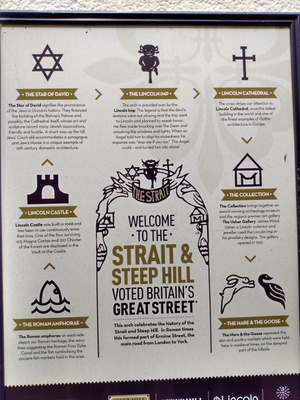 THE STAR OF DAVID
The Star of David signifies the prominence
of the Jews in Lincoln's history. They financed
the building of the Bishop's Palace and,
possibly, the Cathedral itself, whose art and
sculpture record many Jewish associations,
friendly and hostile. A short way up the hill,
Jews' Court still accommodates a synagogue,
and Jew's House is a unique example of
12th century domestic architecture.
THE LINCOLN IMP
The arch is presided over by the
Lincoln Imp. The legend is that the devil's
demons were out playing and the imp went
to Lincoln and planned to wreak havoc.
He flew inside knocking over the Dean and
smashing the windows and lights. When an
Angel told him to stop his wickedness his
response was "stop me if you can". The Angel
could - and turned him into stone!
LINCOLN CATHEDRAL
The cross draws our attention to
Lincoln Cathedral, once the tallest
building in the world and one of
the finest examples of Gothic
architecture in Europe.
LINCOLN CASTLE
Lincoln Castle was built in 1068 and
has been in use continuously since
that time. One of the four surviving
1215 Magna Cartas and 1217 Charter
of the Forest are displayed in the
Vault of the Castle.
THE STRAIT
WELCOME
· TO THE ·
STRAIT &
STEEP HILL
VOTED BRITAIN'S
GREAT STREET
This arch celebrates the history of the
Strait and Steep Hill. In Roman times
this formed part of Ermine Street, the
main road from London to York.
THE COLLECTION
The Collection brings together an
award-winning archaeology museum
and the region's premier art gallery
The Usher Gallery. James Ward
Usher, a Lincoln collector and
jeweller used the Lincoln Imp in
his jewellery designs. The gallery
opened in 1927.
THE ROMAN AMPHORAE
The Roman amphorae on each side
depict our Roman heritage, the wavy
lines suggesting the Roman Foss Dyke
Canal and the fish symbolising the
ancient fish markets held in the area.
THE HARE & THE GOOSE
The Hare & the Goose represent the
skin and poultry markets which were held
here in medieval times, on the steepest
part of the hillside.
Lincoln